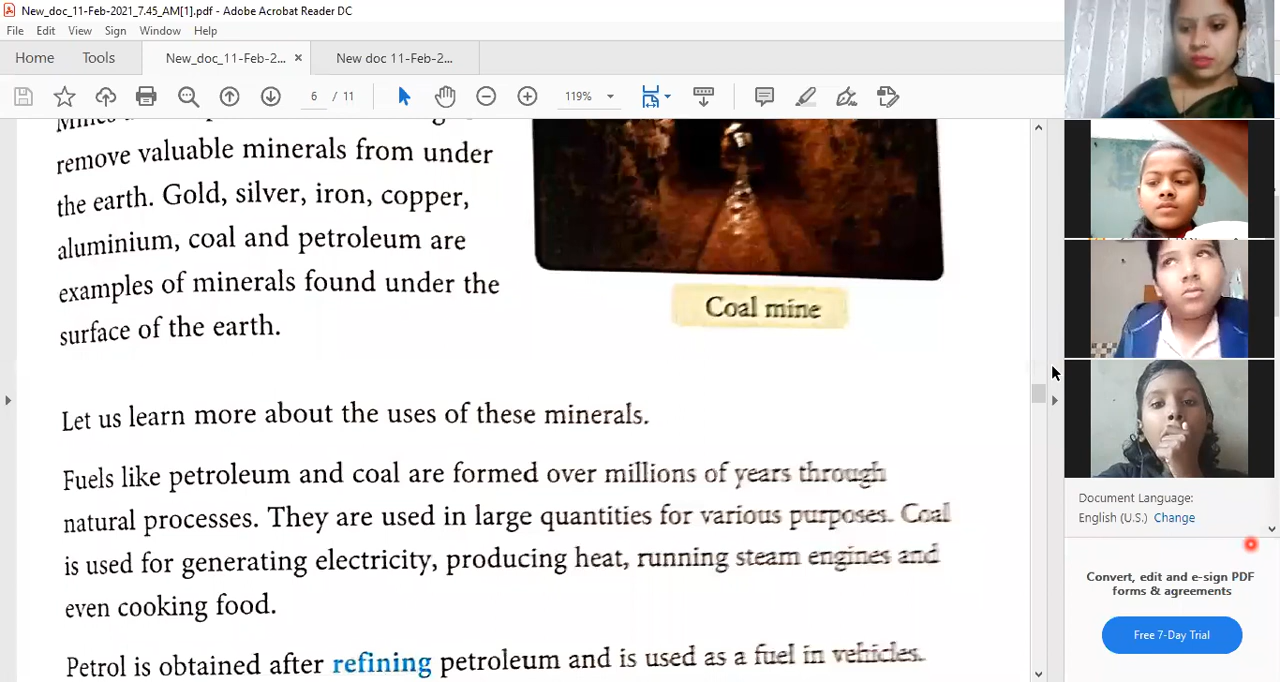 New_doc_11-Feb-2021_7.45_AM[1].pdf - Adobe Acrobat Reader DC
File Edit View Sign Window Help
Home Tools New_doc_11-Feb-2... × New doc 11-Feb-2...
6 / 11 119%
remove valuable minerals from under
the earth. Gold, silver, iron, copper,
aluminium, coal and petroleum are
examples of minerals found under the
surface of the earth.
Coal mine
Let us learn more about the uses of these minerals.
Fuels like petroleum and coal are formed over millions of years through
natural processes. They are used in large quantities for various purposes. Coal
is used for generating electricity, producing heat, running steam engines and
even cooking food.
Petrol is obtained after refining petroleum and is used as a fuel in vehicles.
Document Language:
English (U.S.) Change
Convert, edit and e-sign PDF
forms & agreements
Free 7-Day Trial